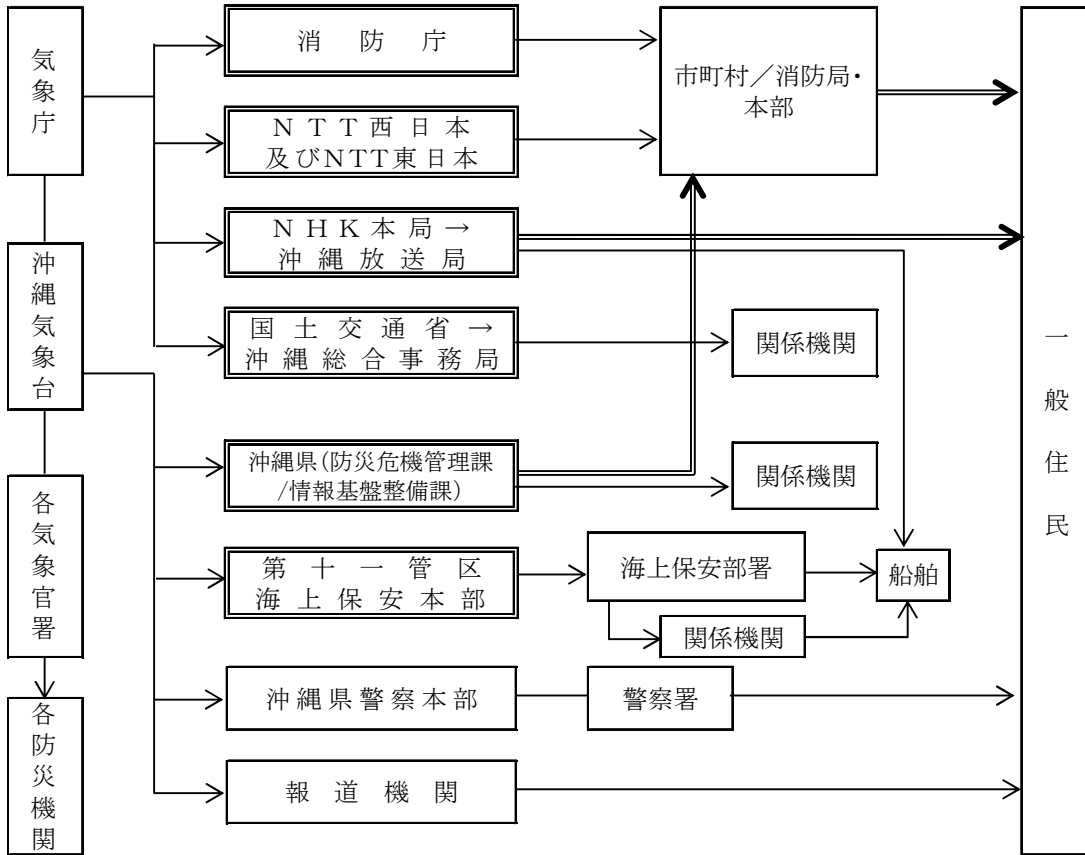 気象庁
沖縄気象台
各気象官署
各防災機関
消防庁
NTT西日本
及びNTT東日本
NHK本局→
沖縄放送局
国土交通省→
沖縄総合事務局
沖縄県(防災危機管理課
/情報基盤整備課)
第十一管区
海上保安本部
沖縄県警察本部
報道機関
市町村/消防局・
本部
関係機関
関係機関
海上保安部署
関係機関
警察署
船舶
一般住民